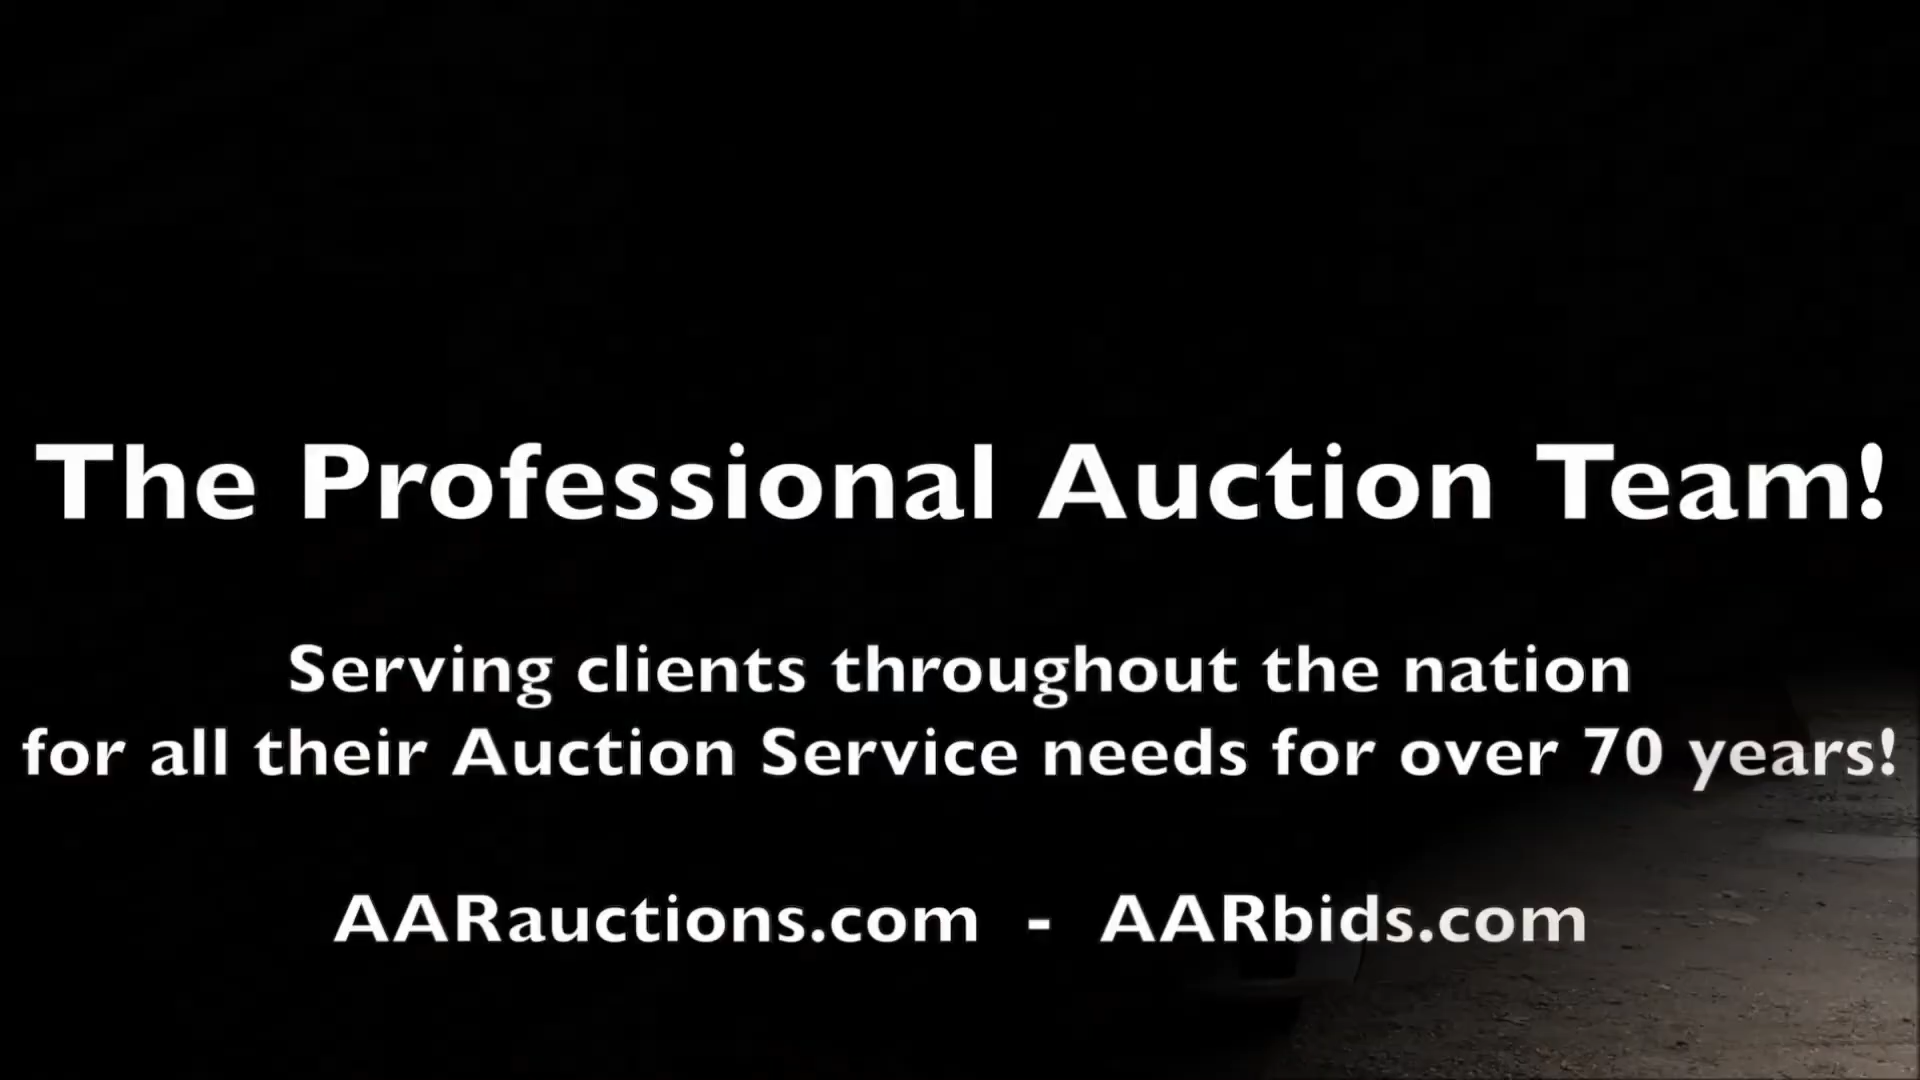 The Professional Auction Team!
Serving clients throughout the nation
for all their Auction Service needs for over 70 years!
AARauctions.com - AARbids.com